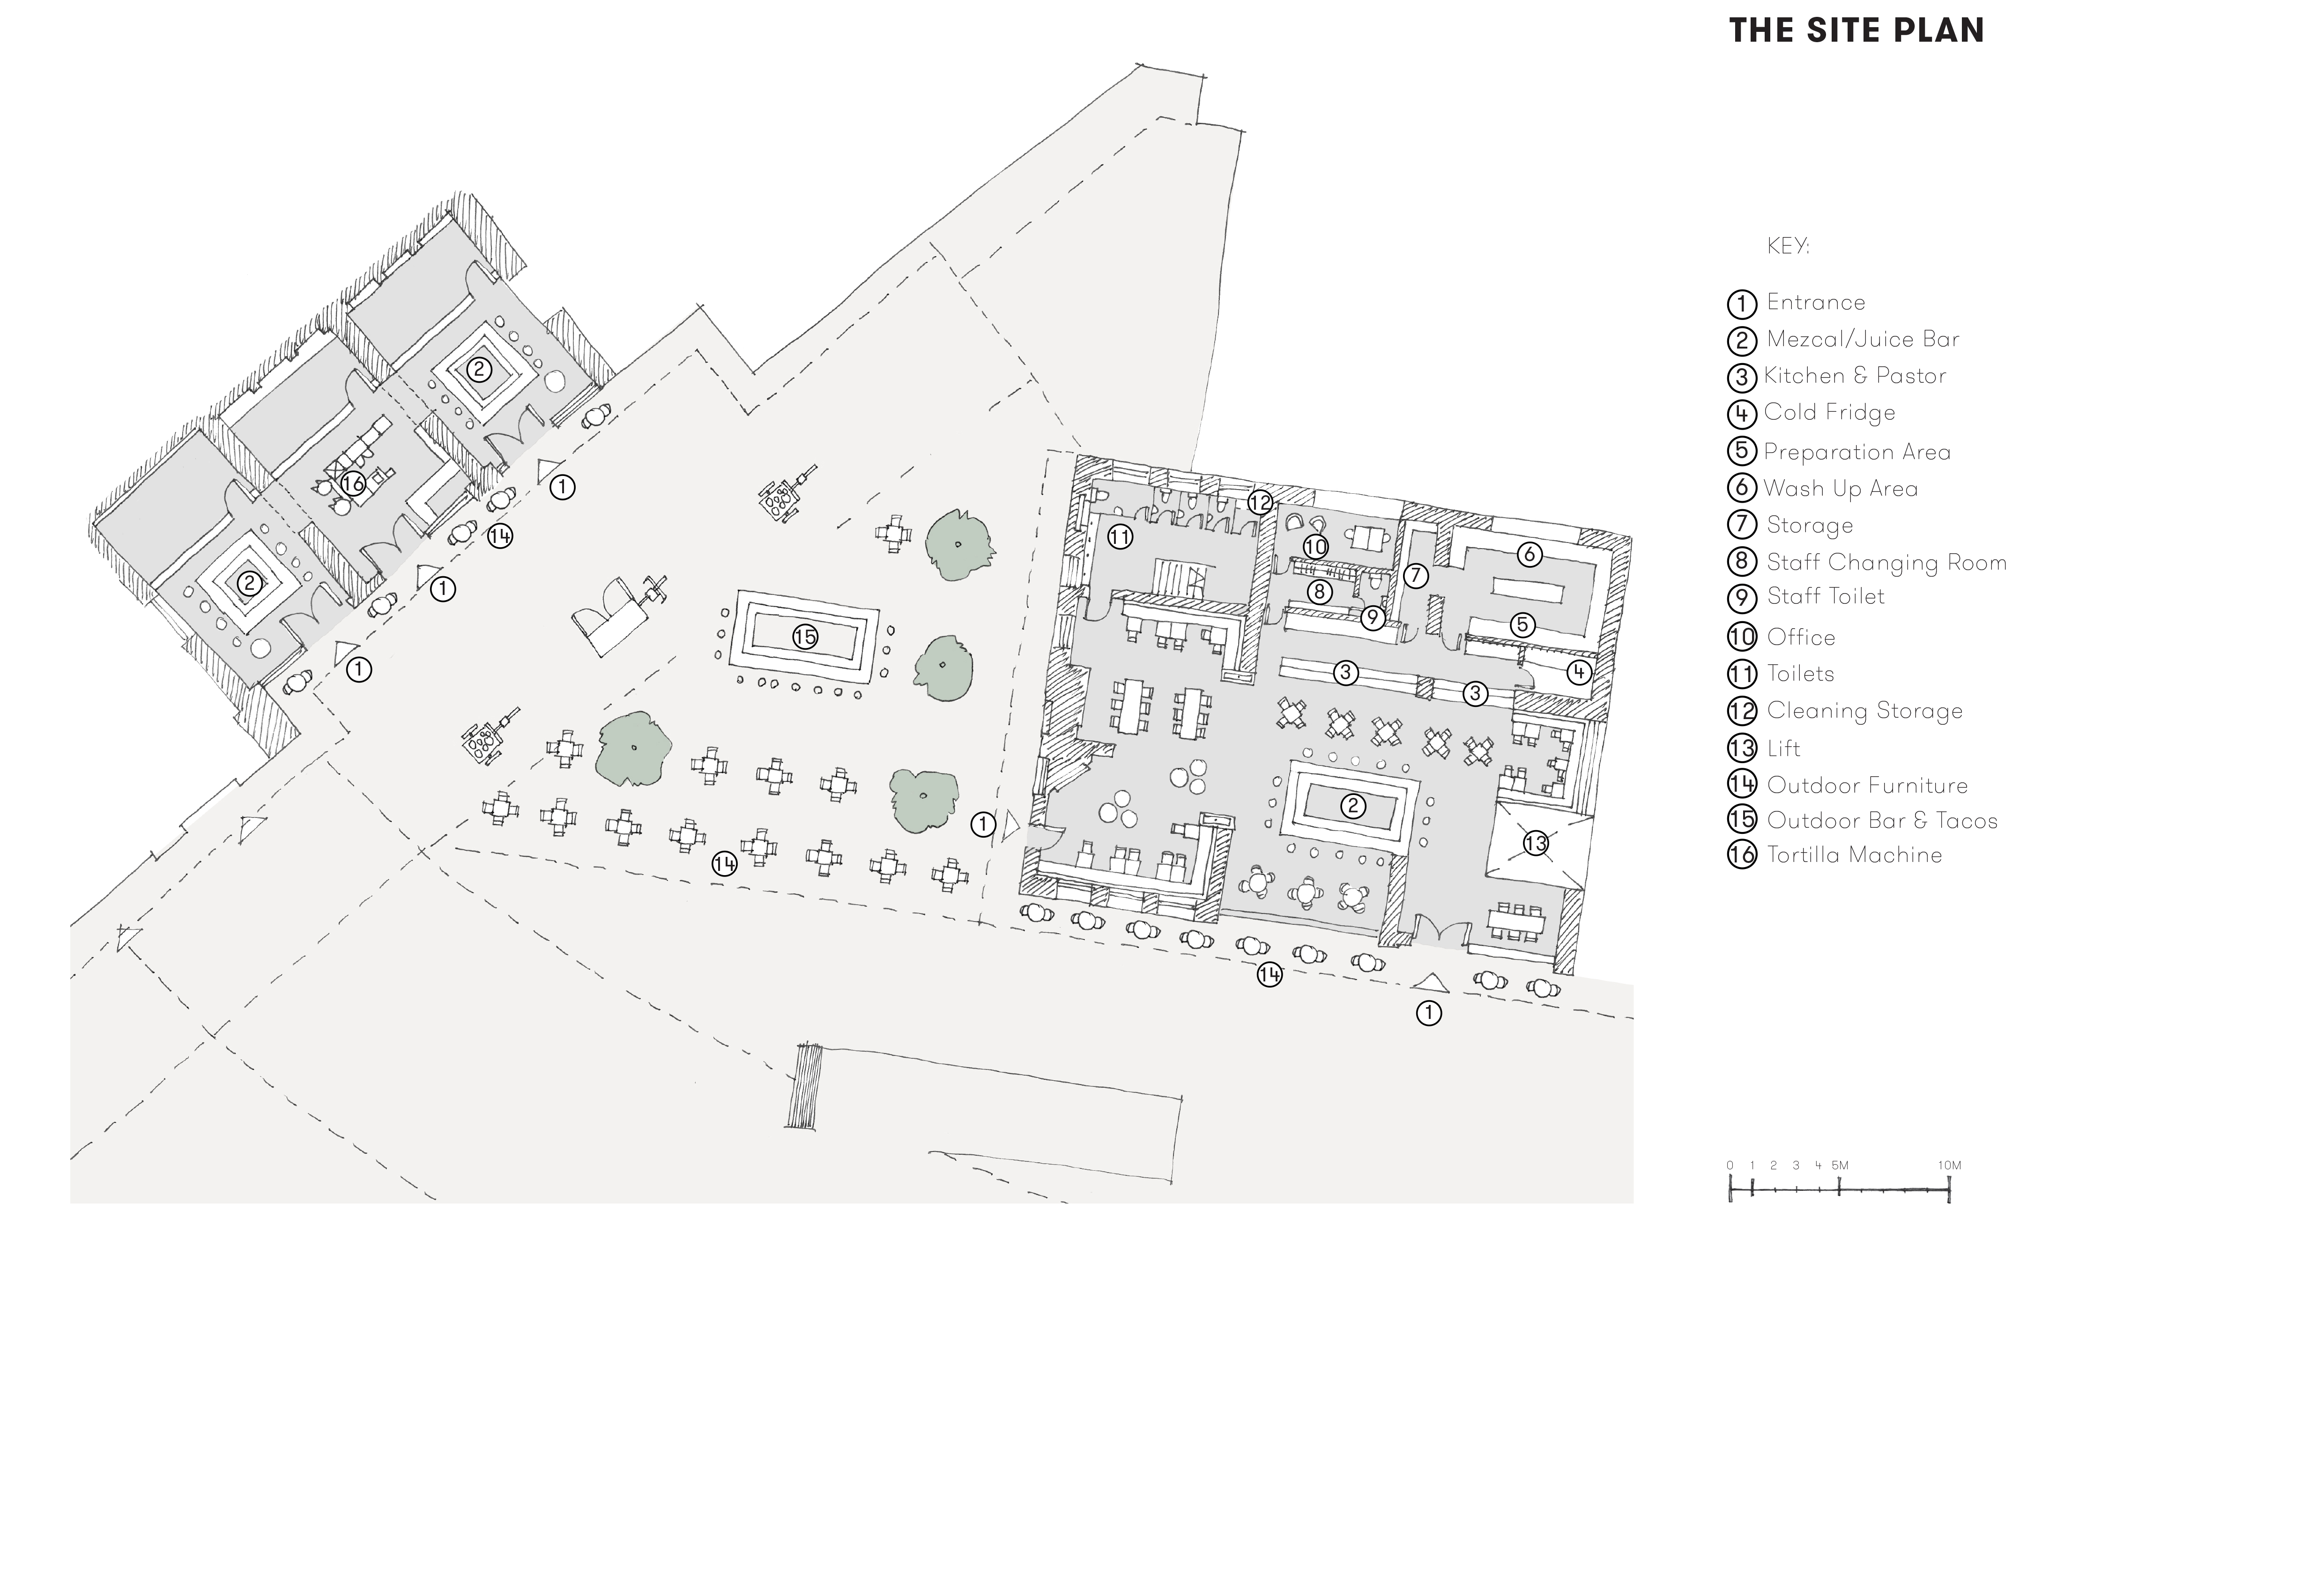 THE SITE PLAN
KEY:
1 Entrance
2 Mezcal/Juice Bar
3 Kitchen & Pastor
4 Cold Fridge
5 Preparation Area
6 Wash Up Area
7 Storage
8 Staff Changing Room
9 Staff Toilet
10 Office
11 Toilets
12 Cleaning Storage
13 Lift
14 Outdoor Furniture
15 Outdoor Bar & Tacos
16 Tortilla Machine
0 1 2 3 4 5M 10M
2
1
16
14
2
1
1
15
14
1
12
11
10
6
7
8
9
5
4
3
3
2
13
14
1